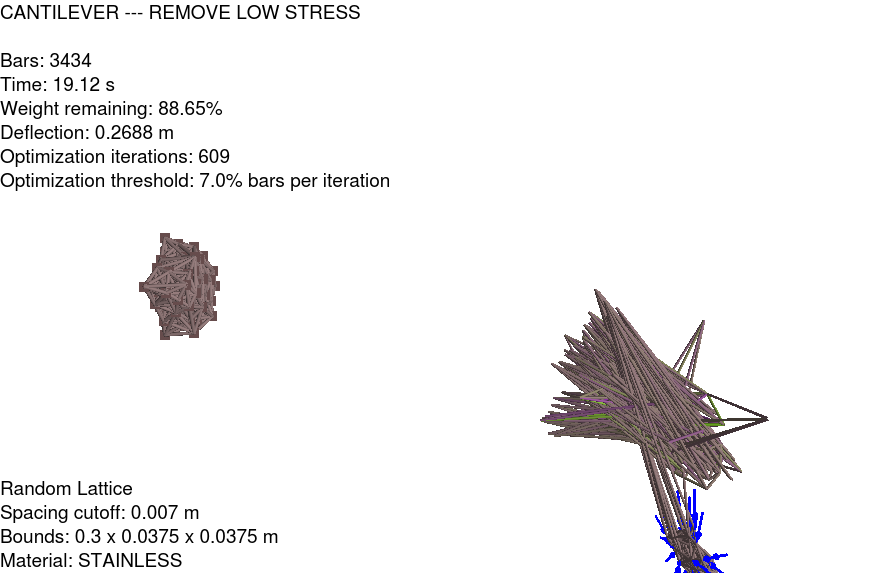 CANTILEVER --- REMOVE LOW STRESS
Bars: 3434
Time: 19.12 s
Weight remaining: 88.65%
Deflection: 0.2688 m
Optimization iterations: 609
Optimization threshold: 7.0% bars per iteration
Random Lattice
Spacing cutoff: 0.007 m
Bounds: 0.3 x 0.0375 x 0.0375 m
Material: STAINLESS